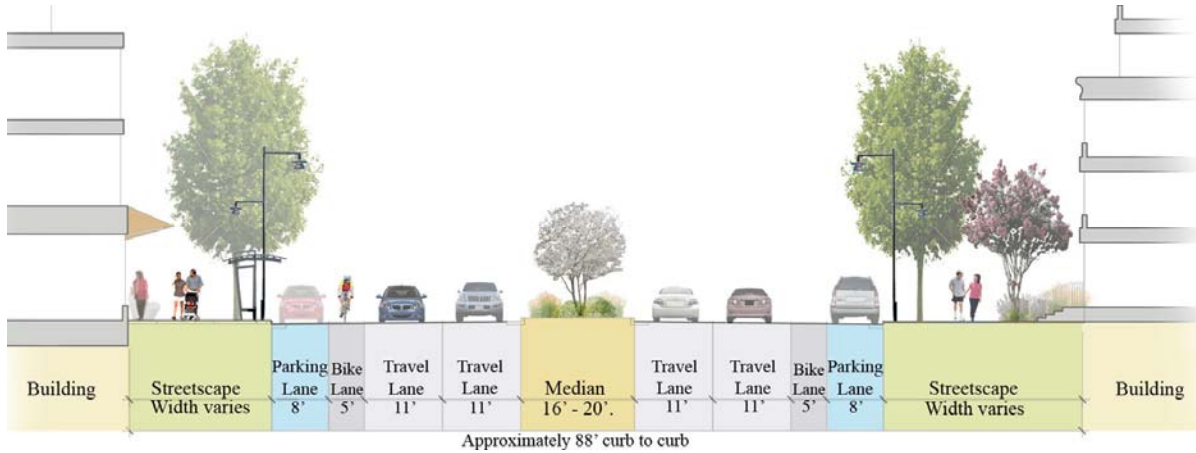 Building
Streetscape
Width varies
Parking
Lane
8’
Bike
Lane
5’
Travel
Lane
11’
Travel
Lane
11’
Median
16’ - 20’.
Travel
Lane
11’
Travel
Lane
11’
Bike
Lane
5’
Parking
Lane
8’
Streetscape
Width varies
Building
Approximately 88’ curb to curb